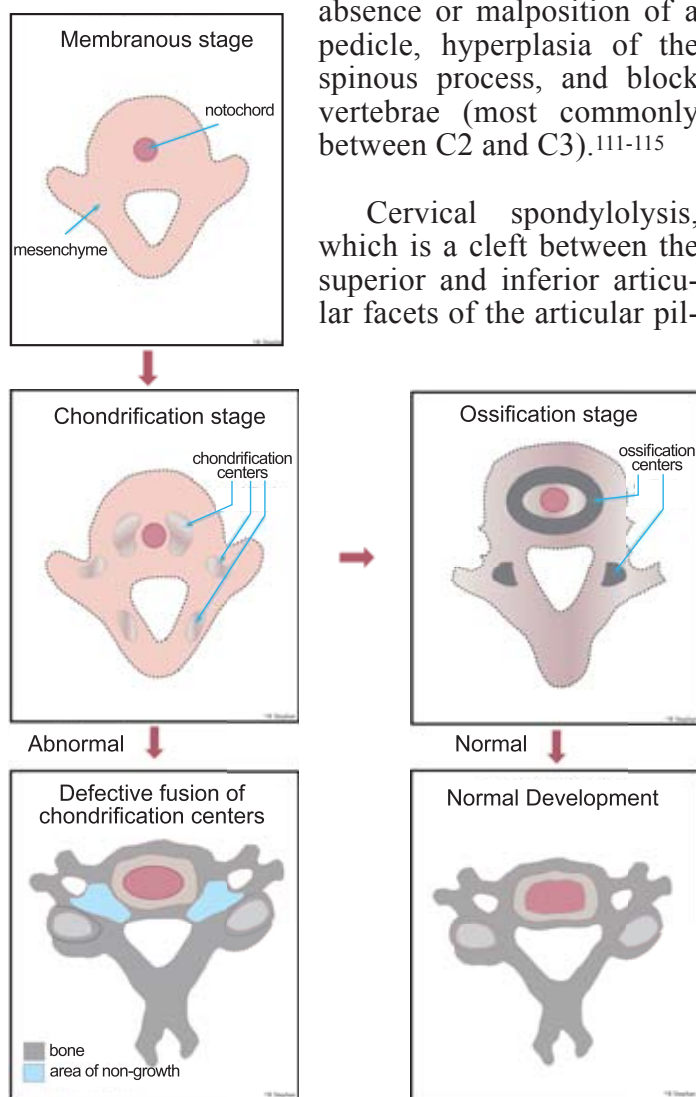 absence or malposition of a
pedicle, hyperplasia of the
spinous process, and block
vertebrae (most commonly
between C2 and C3).111-115
Cervical spondylolysis,
which is a cleft between the
superior and inferior articu-
lar facets of the articular pil-
Membranous stage
notochord
mesenchyme
Chondrification stage
chondrification
centers
Ossification stage
ossification
centers
Abnormal
Normal
Defective fusion of
chondrification centers
bone
area of non-growth
Normal Development